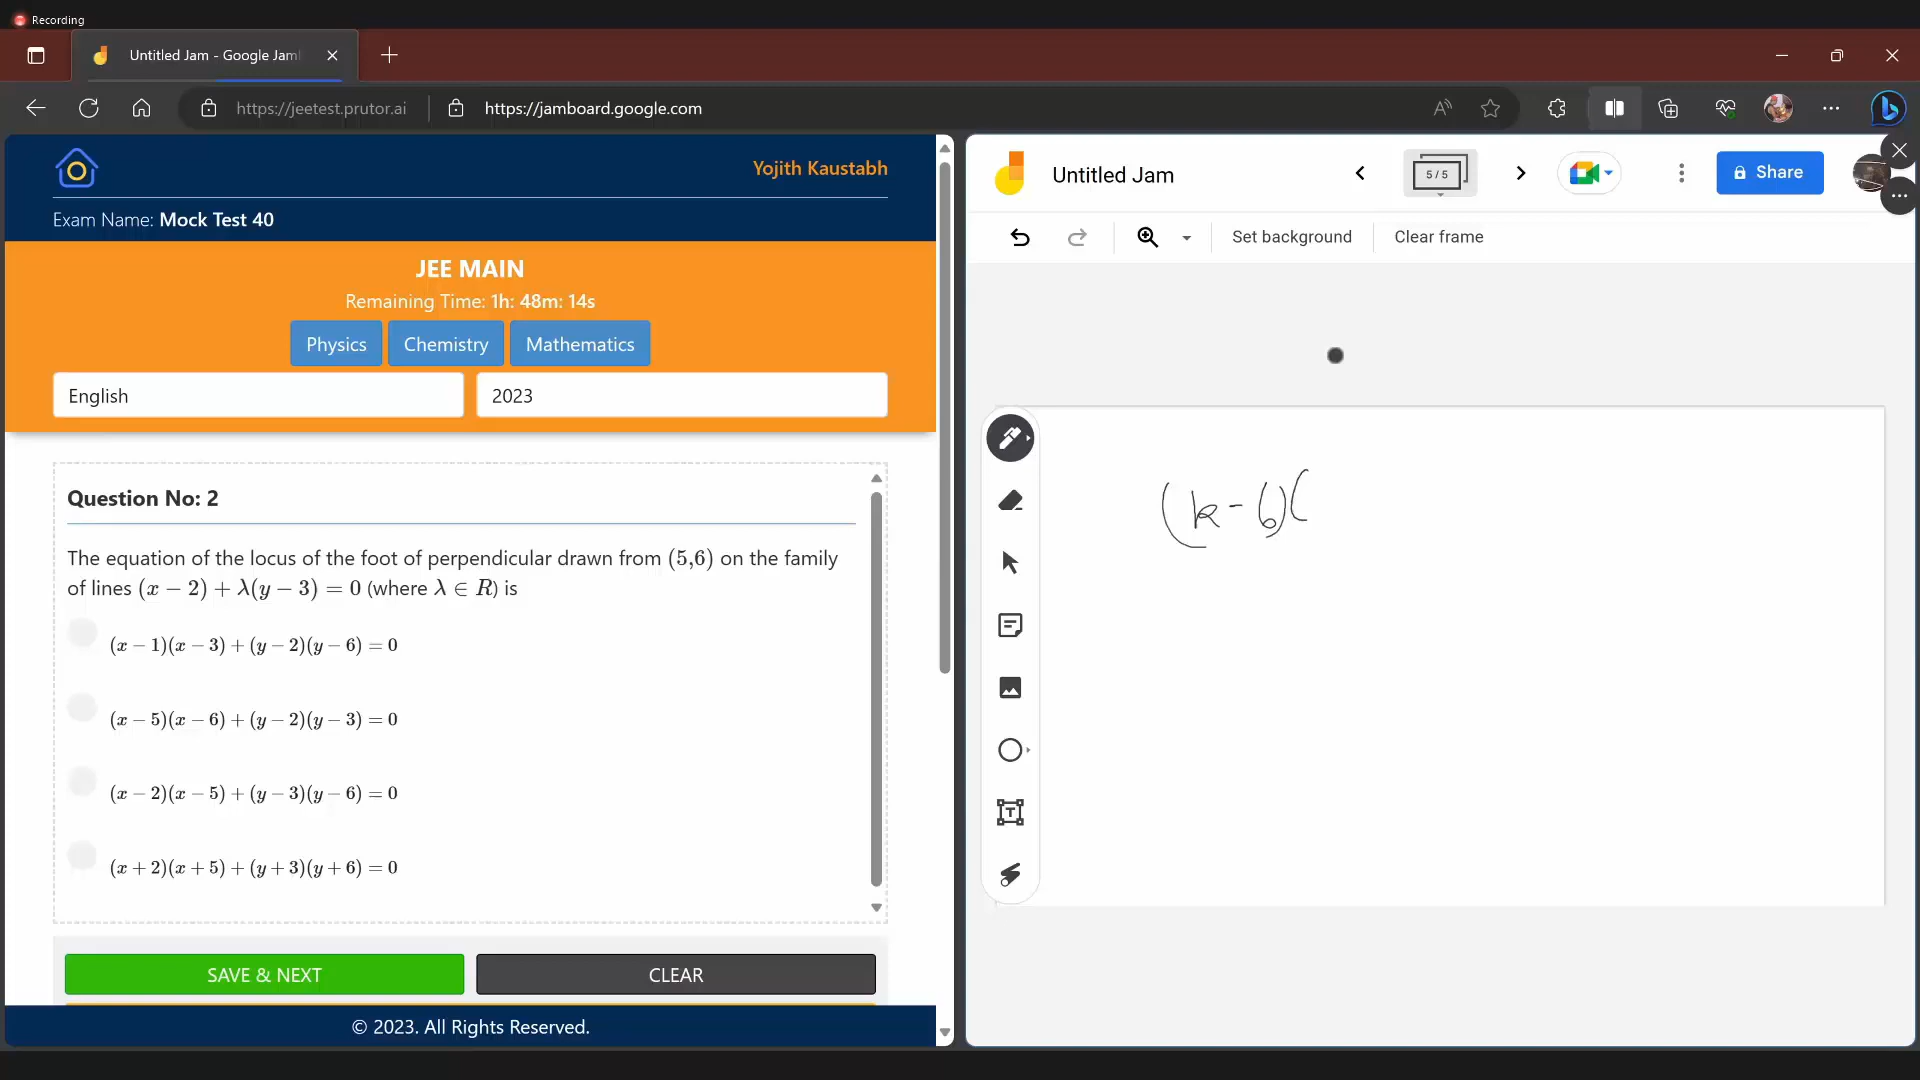 Recording
Untitled Jam - Google Jam
https://jeetest.prutor.ai
https://jamboard.google.com
Yojith Kaustabh
Exam Name: Mock Test 40
JEE MAIN
Remaining Time: 1h: 48m: 14s
Physics Chemistry Mathematics
English 2023
Question No: 2
The equation of the locus of the foot of perpendicular drawn from (5,6) on the family
of lines (x − 2) + λ(y − 3) = 0 (where λ ∈ R) is
(x − 1)(x − 3) + (y − 2)(y − 6) = 0
(x − 5)(x − 6) + (y − 2)(y − 3) = 0
(x − 2)(x − 5) + (y − 3)(y − 6) = 0
(x + 2)(x + 5) + (y + 3)(y + 6) = 0
SAVE & NEXT CLEAR
© 2023. All Rights Reserved.
Untitled Jam
5 / 5
Share
Set background Clear frame
(k - 6)(